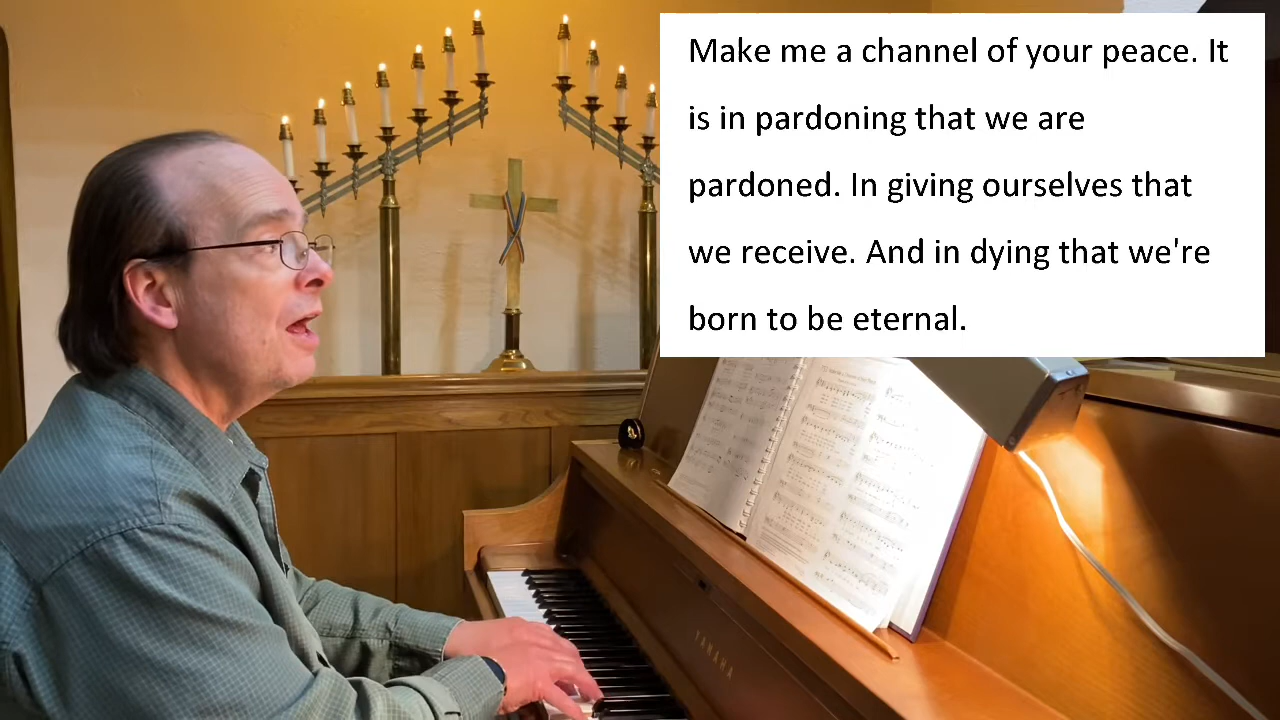 Make me a channel of your peace. It
is in pardoning that we are
pardoned. In giving ourselves that
we receive. And in dying that we're
born to be eternal.
YAMAHA